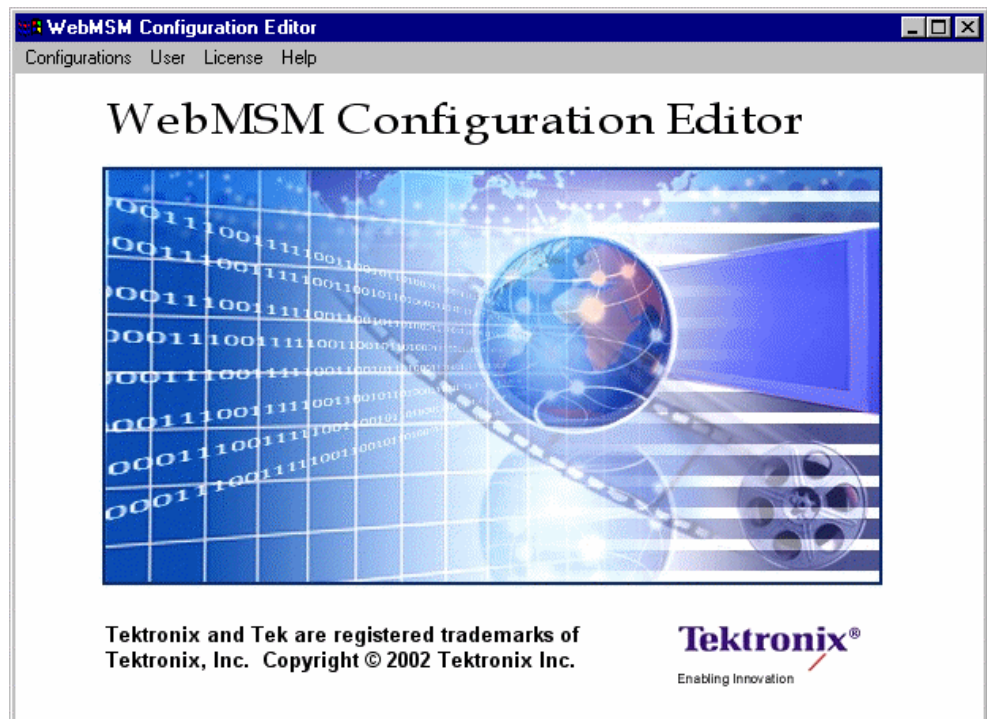 WebMSM Configuration Editor
Configurations User License Help
WebMSM Configuration Editor
Tektronix and Tek are registered trademarks of
Tektronix, Inc. Copyright © 2002 Tektronix Inc.
Tektronix®
Enabling Innovation